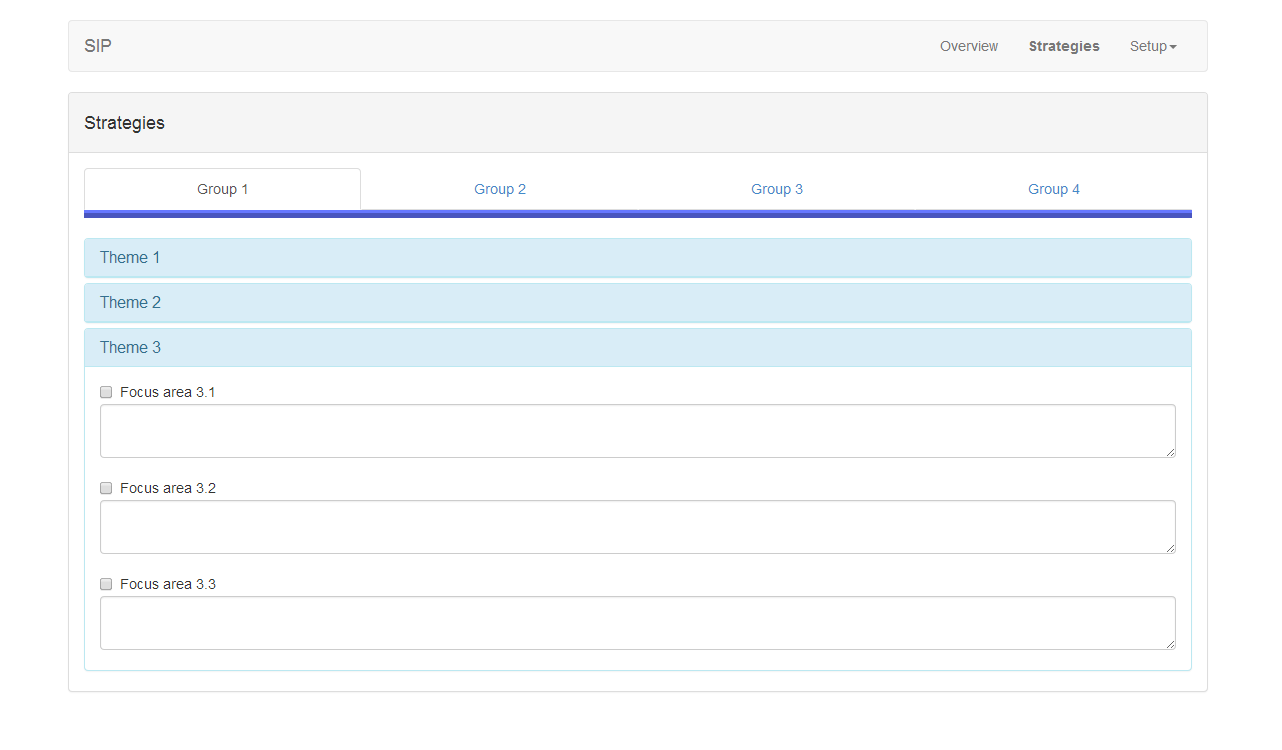 SIP Overview Strategies Setup
Strategies
Group 1 Group 2 Group 3 Group 4
Theme 1
Theme 2
Theme 3
Focus area 3.1
Focus area 3.2
Focus area 3.3